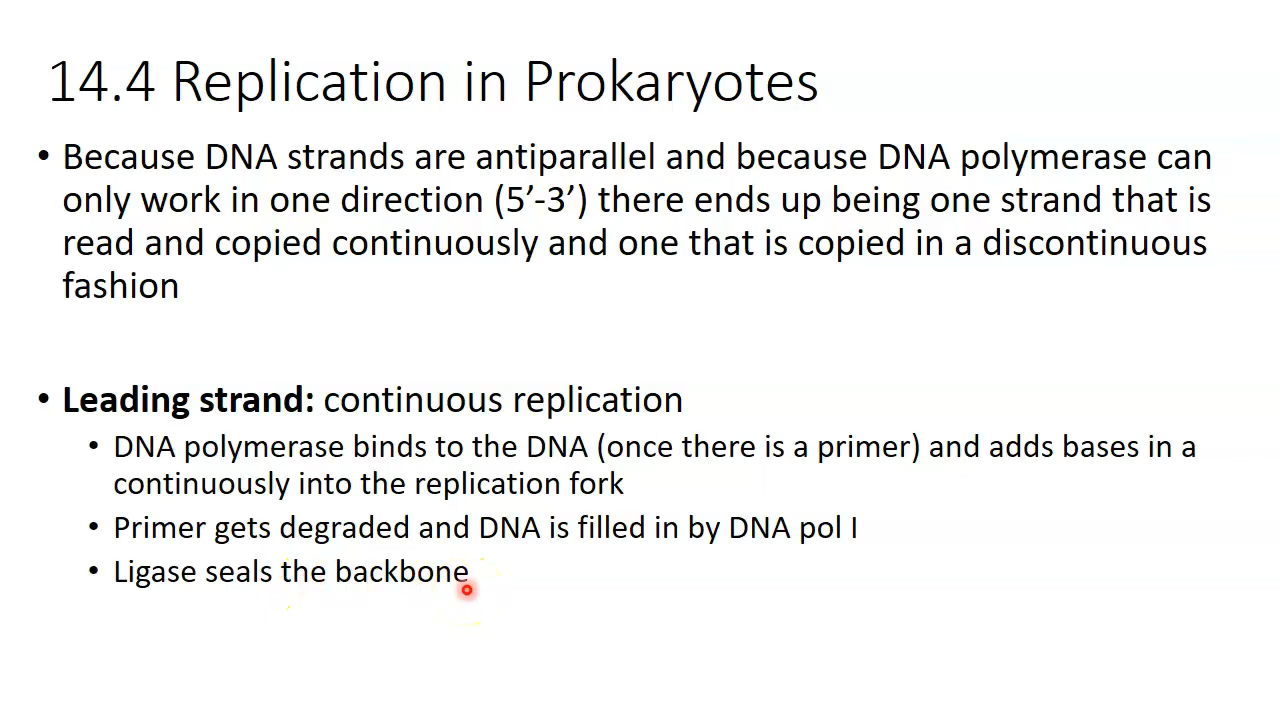 14.4 Replication in Prokaryotes
• Because DNA strands are antiparallel and because DNA polymerase can
only work in one direction (5’-3’) there ends up being one strand that is
read and copied continuously and one that is copied in a discontinuous
fashion
• Leading strand: continuous replication
• DNA polymerase binds to the DNA (once there is a primer) and adds bases in a
continuously into the replication fork
• Primer gets degraded and DNA is filled in by DNA pol I
• Ligase seals the backbone